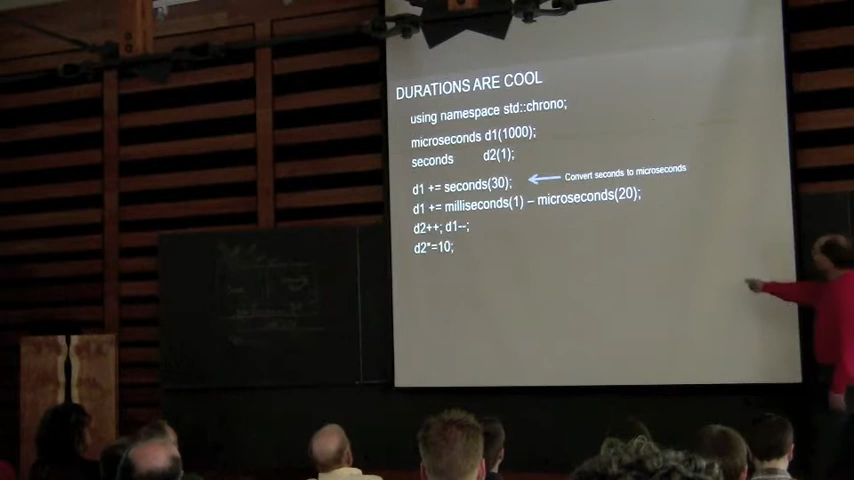 DURATIONS ARE COOL
using namespace std::chrono;
microseconds d1(1000);
seconds d2(1);
d1 += seconds(30); Convert seconds to microseconds
d1 += milliseconds(1) – microseconds(20);
d2++; d1--;
d2*=10;